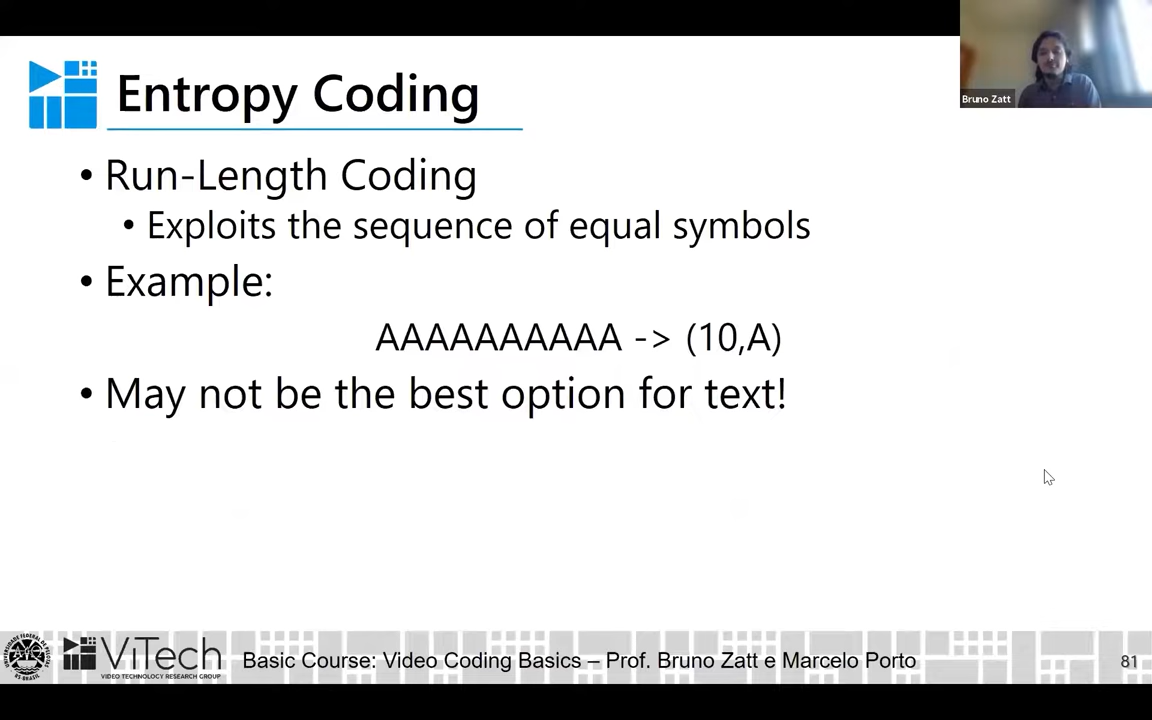 Bruno Zatt
Entropy Coding
• Run-Length Coding
• Exploits the sequence of equal symbols
• Example:
AAAAAAAAAA -> (10,A)
• May not be the best option for text!
ViTech
VIDEO TECHNOLOGY RESEARCH GROUP
Basic Course: Video Coding Basics – Prof. Bruno Zatt e Marcelo Porto
81